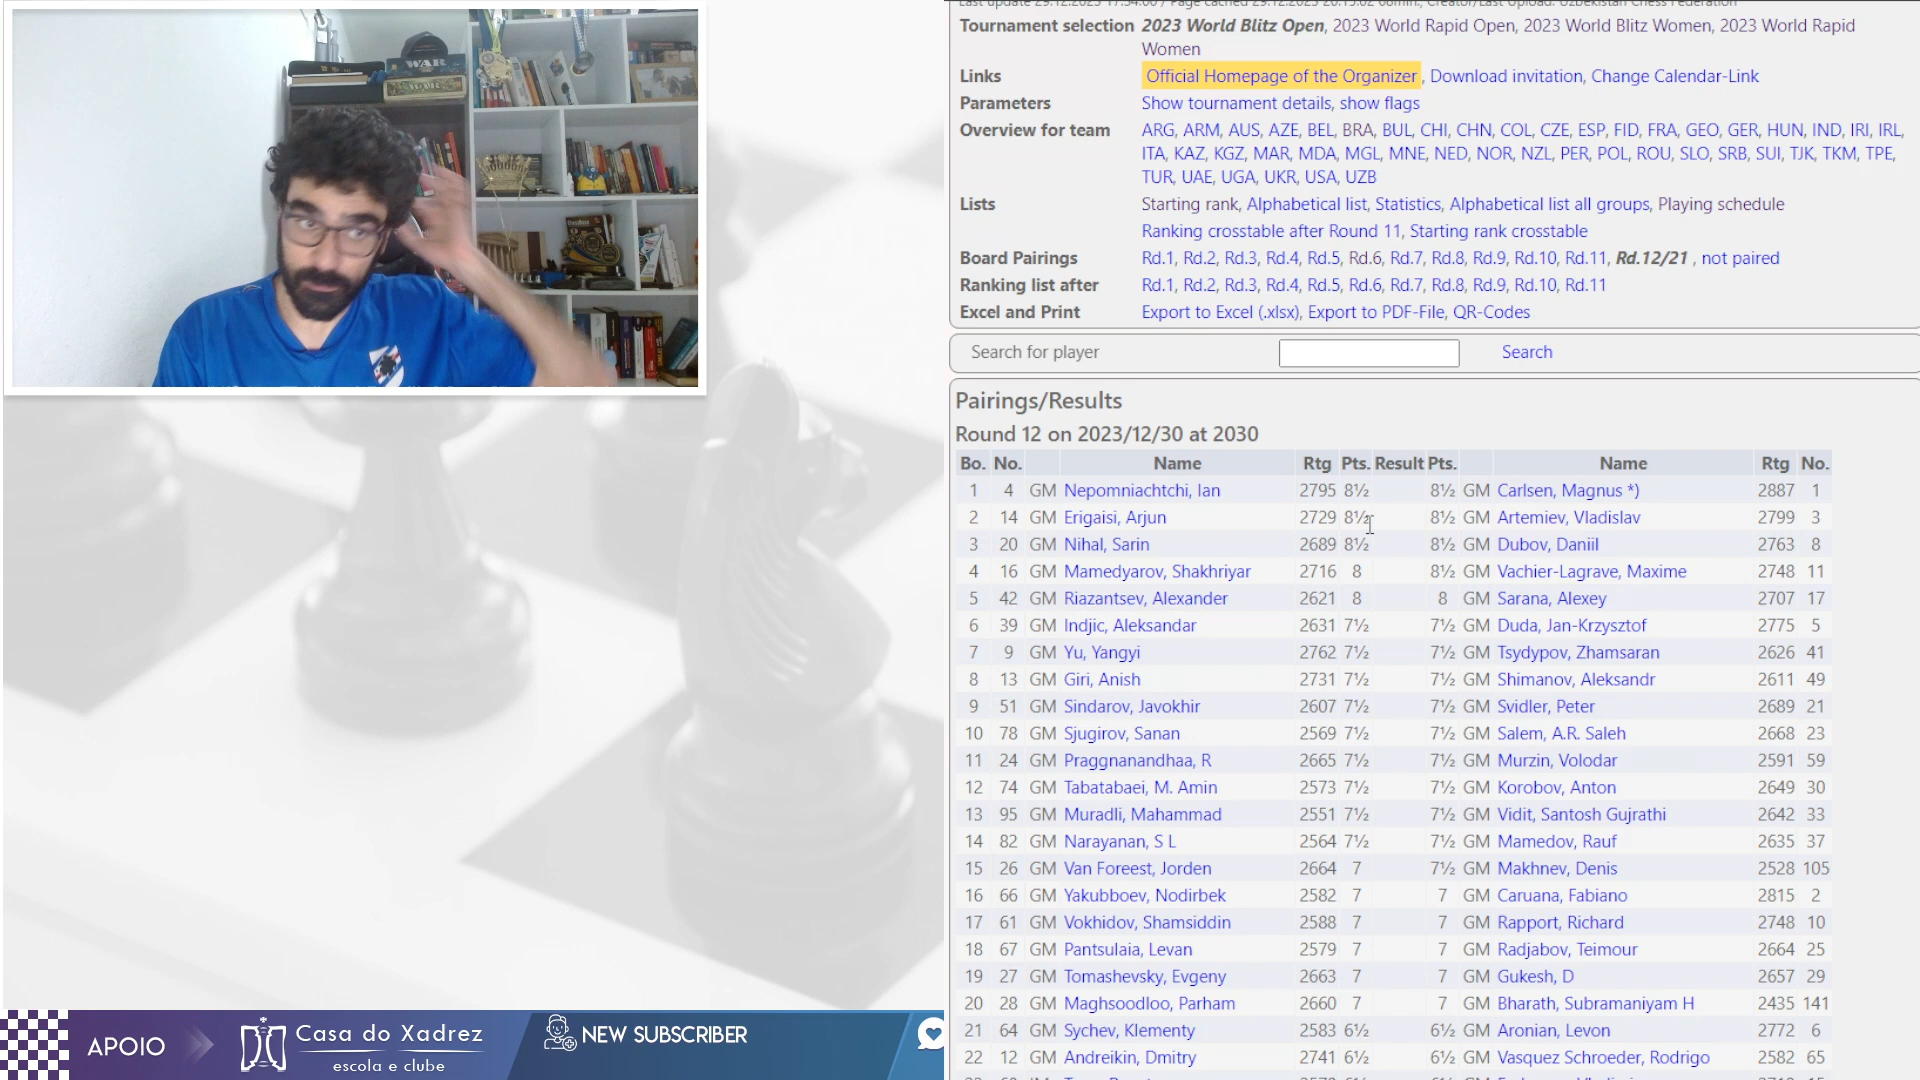 Last update 29.12.2023 17:54:00 / Page cached 29.12.2023 20:15:02 60min., Creator/Last Upload: Uzbekistan Chess Federation
Tournament selection 2023 World Blitz Open, 2023 World Rapid Open, 2023 World Blitz Women, 2023 World Rapid
Women
Links Official Homepage of the Organizer, Download invitation, Change Calendar-Link
Parameters Show tournament details, show flags
Overview for team ARG, ARM, AUS, AZE, BEL, BRA, BUL, CHI, CHN, COL, CZE, ESP, FID, FRA, GEO, GER, HUN, IND, IRI, IRL,
ITA, KAZ, KGZ, MAR, MDA, MGL, MNE, NED, NOR, NZL, PER, POL, ROU, SLO, SRB, SUI, TJK, TKM, TPE,
TUR, UAE, UGA, UKR, USA, UZB
Lists Starting rank, Alphabetical list, Statistics, Alphabetical list all groups, Playing schedule
Ranking crosstable after Round 11, Starting rank crosstable
Board Pairings Rd.1, Rd.2, Rd.3, Rd.4, Rd.5, Rd.6, Rd.7, Rd.8, Rd.9, Rd.10, Rd.11, Rd.12/21 , not paired
Ranking list after Rd.1, Rd.2, Rd.3, Rd.4, Rd.5, Rd.6, Rd.7, Rd.8, Rd.9, Rd.10, Rd.11
Excel and Print Export to Excel (.xlsx), Export to PDF-File, QR-Codes
Search for player Search
Pairings/Results
Round 12 on 2023/12/30 at 2030
Bo. No. Name Rtg Pts. Result Pts. Name Rtg No.
1 4 GM Nepomniachtchi, Ian 2795 8½ 8½ GM Carlsen, Magnus *) 2887 1
2 14 GM Erigaisi, Arjun 2729 8½ 8½ GM Artemiev, Vladislav 2799 3
3 20 GM Nihal, Sarin 2689 8½ 8½ GM Dubov, Daniil 2763 8
4 16 GM Mamedyarov, Shakhriyar 2716 8 8½ GM Vachier-Lagrave, Maxime 2748 11
5 42 GM Riazantsev, Alexander 2621 8 8 GM Sarana, Alexey 2707 17
6 39 GM Indjic, Aleksandar 2631 7½ 7½ GM Duda, Jan-Krzysztof 2775 5
7 9 GM Yu, Yangyi 2762 7½ 7½ GM Tsydypov, Zhamsaran 2626 41
8 13 GM Giri, Anish 2731 7½ 7½ GM Shimanov, Aleksandr 2611 49
9 51 GM Sindarov, Javokhir 2607 7½ 7½ GM Svidler, Peter 2689 21
10 78 GM Sjugirov, Sanan 2569 7½ 7½ GM Salem, A.R. Saleh 2668 23
11 24 GM Praggnanandhaa, R 2665 7½ 7½ GM Murzin, Volodar 2591 59
12 74 GM Tabatabaei, M. Amin 2573 7½ 7½ GM Korobov, Anton 2649 30
13 95 GM Muradli, Mahammad 2551 7½ 7½ GM Vidit, Santosh Gujrathi 2642 33
14 82 GM Narayanan, S L 2564 7½ 7½ GM Mamedov, Rauf 2635 37
15 26 GM Van Foreest, Jorden 2664 7 7½ GM Makhnev, Denis 2528 105
16 66 GM Yakubboev, Nodirbek 2582 7 7 GM Caruana, Fabiano 2815 2
17 61 GM Vokhidov, Shamsiddin 2588 7 7 GM Rapport, Richard 2748 10
18 67 GM Pantsulaia, Levan 2579 7 7 GM Radjabov, Teimour 2664 25
19 27 GM Tomashevsky, Evgeny 2663 7 7 GM Gukesh, D 2657 29
20 28 GM Maghsoodloo, Parham 2660 7 7 GM Bharath, Subramaniyam H 2435 141
21 64 GM Sychev, Klementy 2583 6½ 6½ GM Aronian, Levon 2772 6
22 12 GM Andreikin, Dmitry 2741 6½ 6½ GM Vasquez Schroeder, Rodrigo 2582 65
WAR
APOIO
Casa do Xadrez
escola e clube
NEW SUBSCRIBER